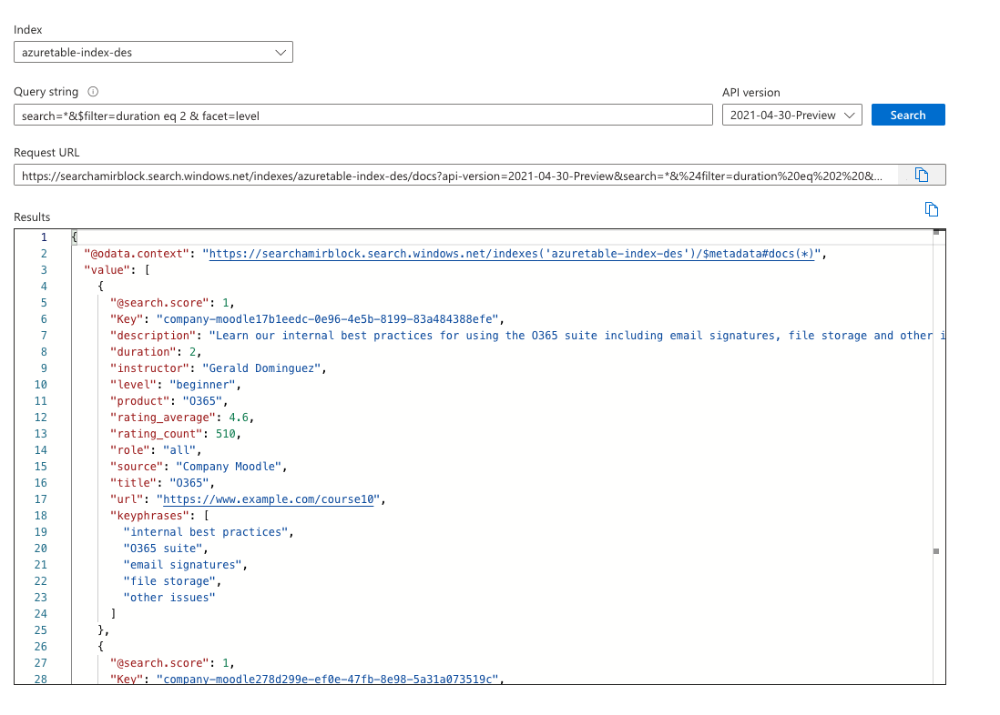 Index
azuretable-index-des
Query string
search=*&$filter=duration eq 2 & facet=level
API version
2021-04-30-Preview
Search
Request URL
https://searchamirblock.search.windows.net/indexes/azuretable-index-des/docs?api-version=2021-04-30-Preview&search=*&%24filter=duration%20eq%202%20&...
Results
1 {
2 "@odata.context": "https://searchamirblock.search.windows.net/indexes('azuretable-index-des')/$metadata#docs(*)",
3 "value": [
4 {
5 "@search.score": 1,
6 "Key": "company-moodle17b1eedc-0e96-4e5b-8199-83a484388efe",
7 "description": "Learn our internal best practices for using the O365 suite including email signatures, file storage and other i
8 "duration": 2,
9 "instructor": "Gerald Dominguez",
10 "level": "beginner",
11 "product": "O365",
12 "rating_average": 4.6,
13 "rating_count": 510,
14 "role": "all",
15 "source": "Company Moodle",
16 "title": "O365",
17 "url": "https://www.example.com/course10",
18 "keyphrases": [
19 "internal best practices",
20 "O365 suite",
21 "email signatures",
22 "file storage",
23 "other issues"
24 ]
25 },
26 {
27 "@search.score": 1,
28 "Key": "company-moodle278d299e-ef0e-47fb-8e98-5a31a073519c",